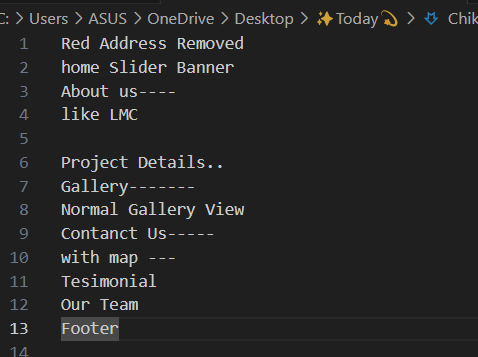 C: > Users > ASUS > OneDrive > Desktop > ✨Today💫 > Chik
1 Red Address Removed
2 home Slider Banner
3 About us----
4 like LMC
5
6 Project Details..
7 Gallery-------
8 Normal Gallery View
9 Contanct Us-----
10 with map ---
11 Tesimonial
12 Our Team
13 Footer
14